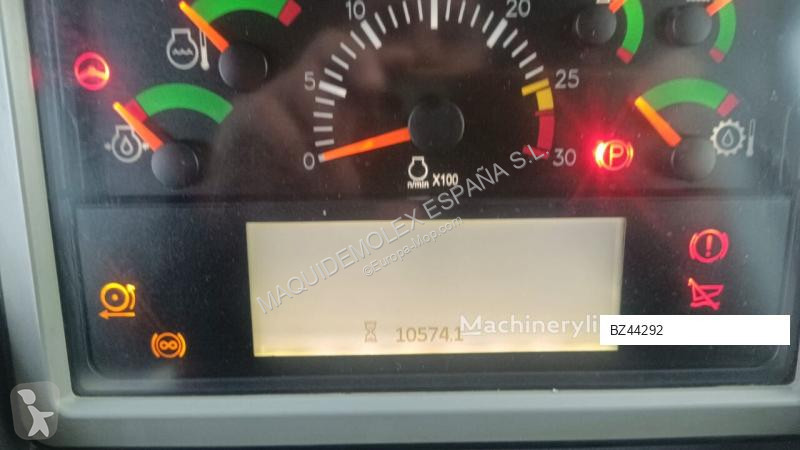 10
20
5
25
0
30
X100
n/min
P
MAQUIDEMOLEX ESPAÑA S.L.
©Europa-Mop.com
10574.1
Machineryli
BZ44292